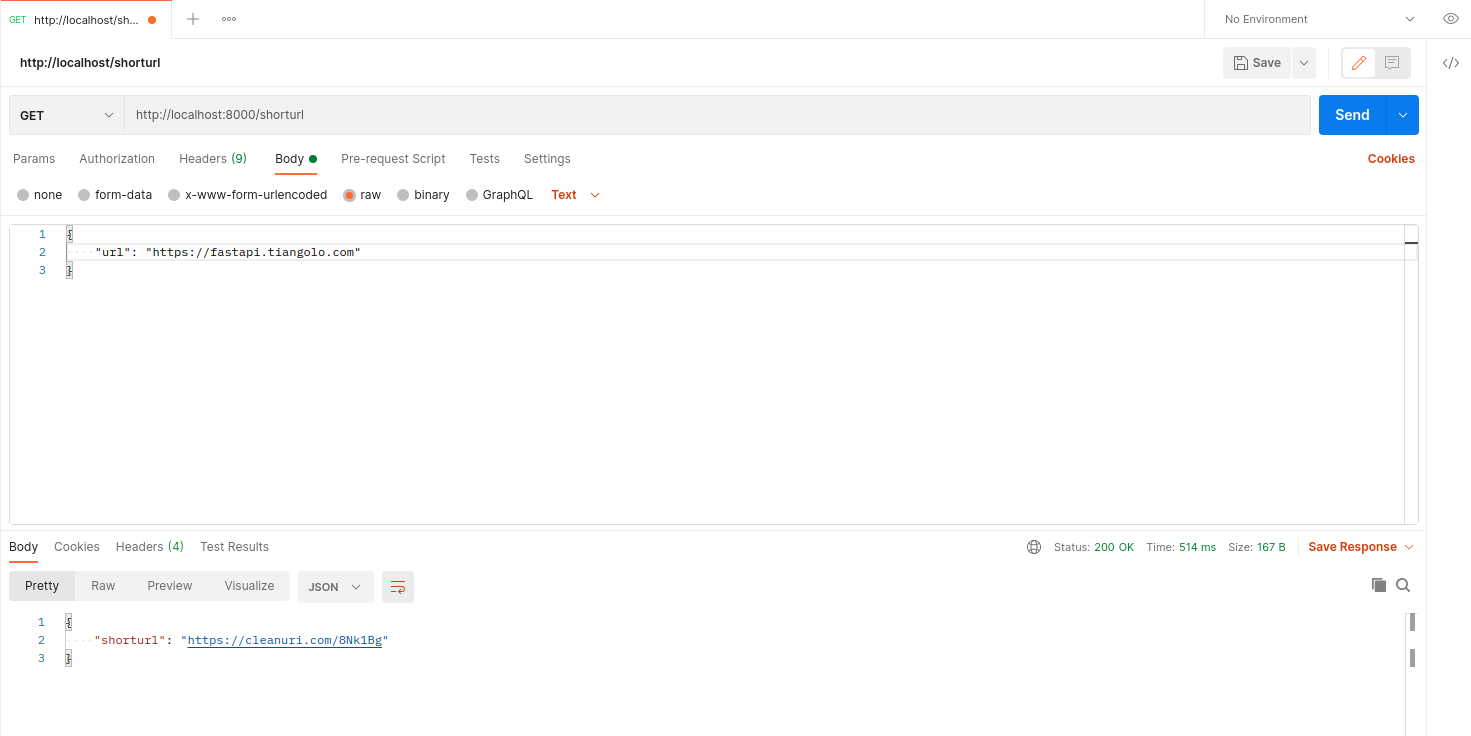 GET http://localhost/sh...
No Environment
http://localhost/shorturl
Save
GET http://localhost:8000/shorturl Send
Params Authorization Headers (9) Body Pre-request Script Tests Settings Cookies
none form-data x-www-form-urlencoded raw binary GraphQL Text
1 {
2 "url": "https://fastapi.tiangolo.com"
3 }
Body Cookies Headers (4) Test Results Status: 200 OK Time: 514 ms Size: 167 B Save Response
Pretty Raw Preview Visualize JSON
1 {
2 "shorturl": "https://cleanuri.com/8Nk1Bg"
3 }